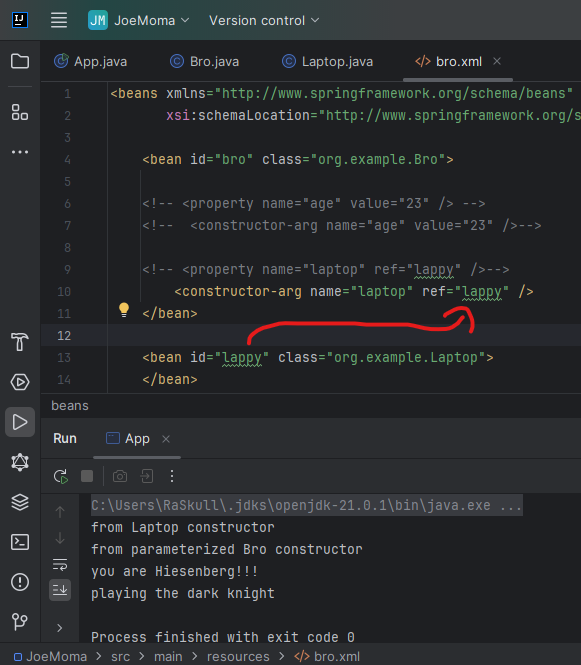 JM JoeMoma Version control
App.java Bro.java Laptop.java </> bro.xml
1 <beans xmlns="http://www.springframework.org/schema/beans"
2 xsi:schemaLocation="http://www.springframework.org/s
3
4 <bean id="bro" class="org.example.Bro">
5
6 <!-- <property name="age" value="23" /> -->
7 <!-- <constructor-arg name="age" value="23" />-->
8
9 <!-- <property name="laptop" ref="lappy" />-->
10 <constructor-arg name="laptop" ref="lappy" />
11 </bean>
12
13 <bean id="lappy" class="org.example.Laptop">
14 </bean>
beans
Run App
C:\Users\RaSkull\.jdks\openjdk-21.0.1\bin\java.exe ...
from Laptop constructor
from parameterized Bro constructor
you are Hiesenberg!!!
playing the dark knight
Process finished with exit code 0
JoeMoma > src > main > resources > </> bro.xml